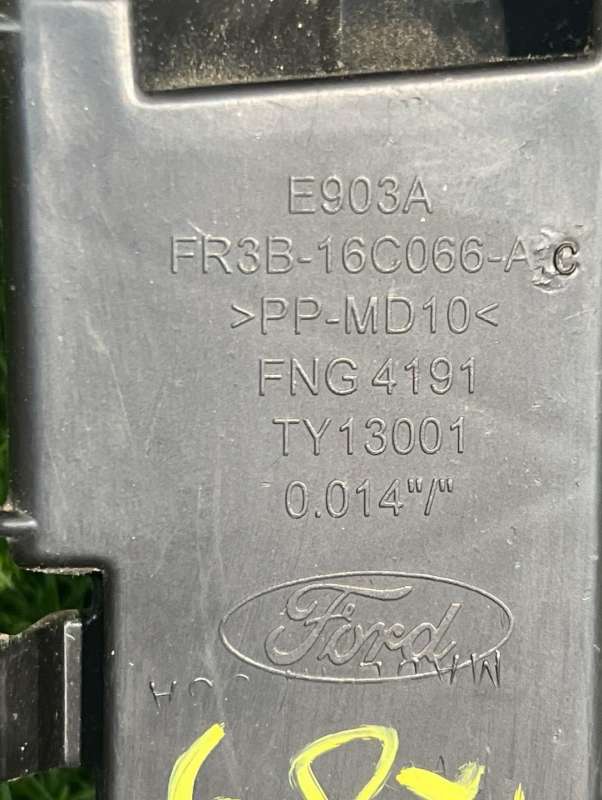 E903A
FR3B-16C066-AC
>PP-MD10<
FNG 4191
TY13001
0.014"/"
Ford